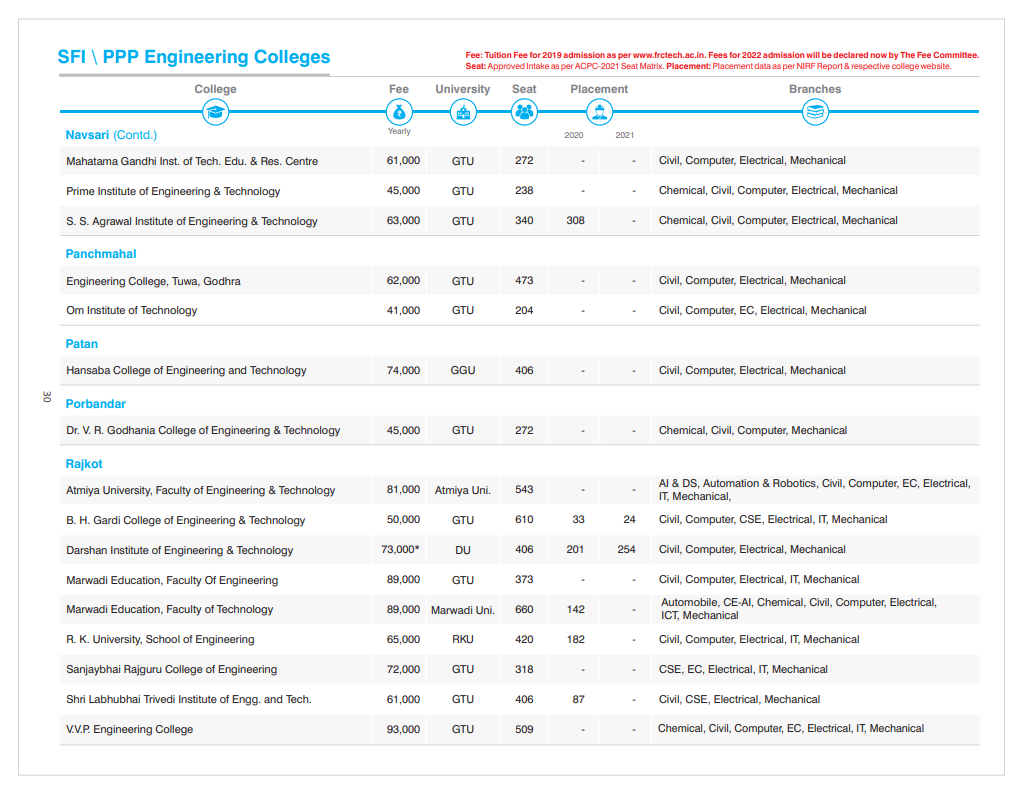 SFI \ PPP Engineering Colleges
Fee: Tuition Fee for 2019 admission as per www.frctech.ac.in. Fees for 2022 admission will be declared now by The Fee Committee.
Seat: Approved Intake as per ACPC-2021 Seat Matrix. Placement: Placement data as per NIRF Report & respective college website.
College Fee University Seat Placement Branches
Yearly
Navsari (Contd.) 2020 2021
Mahatama Gandhi Inst. of Tech. Edu. & Res. Centre 61,000 GTU 272 - - Civil, Computer, Electrical, Mechanical
Prime Institute of Engineering & Technology 45,000 GTU 238 - - Chemical, Civil, Computer, Electrical, Mechanical
S. S. Agrawal Institute of Engineering & Technology 63,000 GTU 340 308 - Chemical, Civil, Computer, Electrical, Mechanical
Panchmahal
Engineering College, Tuwa, Godhra 62,000 GTU 473 - - Civil, Computer, Electrical, Mechanical
Om Institute of Technology 41,000 GTU 204 - - Civil, Computer, EC, Electrical, Mechanical
Patan
Hansaba College of Engineering and Technology 74,000 GGU 406 - - Civil, Computer, Electrical, Mechanical
30
Porbandar
Dr. V. R. Godhania College of Engineering & Technology 45,000 GTU 272 - - Chemical, Civil, Computer, Mechanical
Rajkot
Atmiya University, Faculty of Engineering & Technology 81,000 Atmiya Uni. 543 - - AI & DS, Automation & Robotics, Civil, Computer, EC, Electrical,
IT, Mechanical,
B. H. Gardi College of Engineering & Technology 50,000 GTU 610 33 24 Civil, Computer, CSE, Electrical, IT, Mechanical
Darshan Institute of Engineering & Technology 73,000* DU 406 201 254 Civil, Computer, Electrical, Mechanical
Marwadi Education, Faculty Of Engineering 89,000 GTU 373 - - Civil, Computer, Electrical, IT, Mechanical
Marwadi Education, Faculty of Technology 89,000 Marwadi Uni. 660 142 - Automobile, CE-AI, Chemical, Civil, Computer, Electrical,
ICT, Mechanical
R. K. University, School of Engineering 65,000 RKU 420 182 - Civil, Computer, Electrical, IT, Mechanical
Sanjaybhai Rajguru College of Engineering 72,000 GTU 318 - - CSE, EC, Electrical, IT, Mechanical
Shri Labhubhai Trivedi Institute of Engg. and Tech. 61,000 GTU 406 87 - Civil, CSE, Electrical, Mechanical
V.V.P. Engineering College 93,000 GTU 509 - - Chemical, Civil, Computer, EC, Electrical, IT, Mechanical